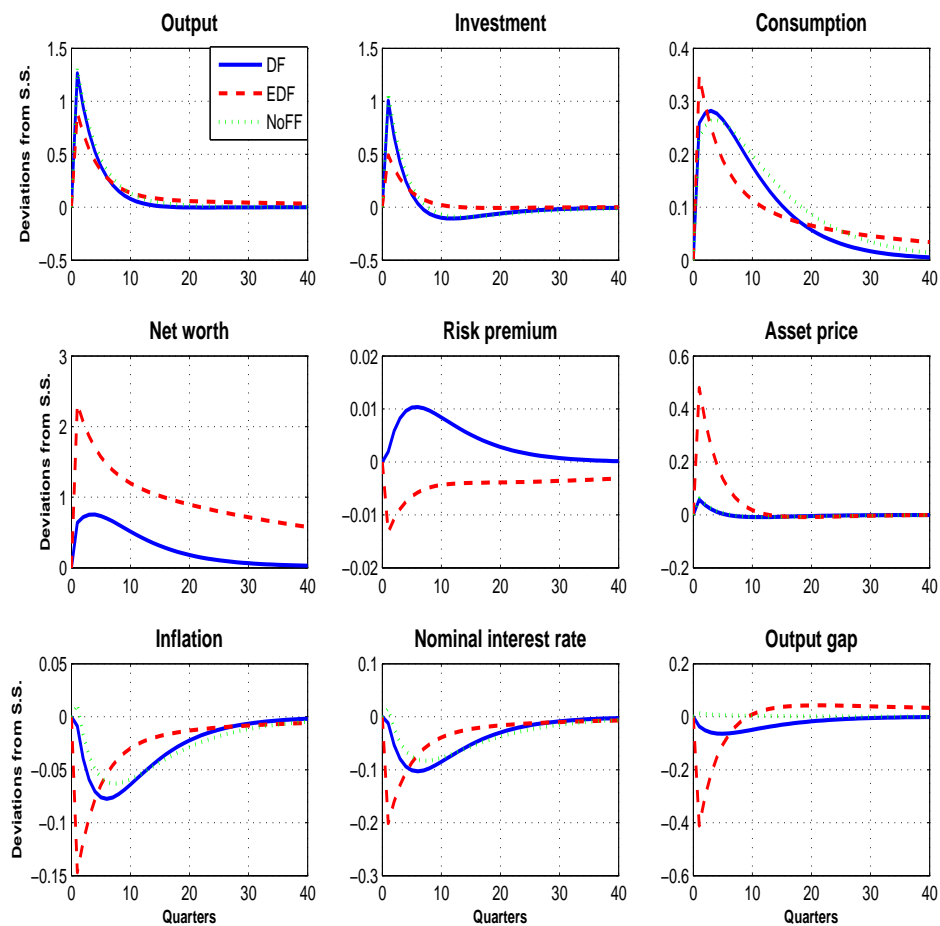 Output
Investment
Consumption
Deviations from S.S.
1.5
1
0.5
0
−0.5
0 10 20 30 40
DF
EDF
NoFF
1.5
1
0.5
0
−0.5
0 10 20 30 40
0.4
0.3
0.2
0.1
0
0 10 20 30 40
Net worth
Risk premium
Asset price
Deviations from S.S.
3
2
1
0
0 10 20 30 40
0.02
0.01
0
−0.01
−0.02
0 10 20 30 40
0.6
0.4
0.2
0
−0.2
0 10 20 30 40
Inflation
Nominal interest rate
Output gap
Deviations from S.S.
0.05
0
−0.05
−0.1
−0.15
0 10 20 30 40
Quarters
0.1
0
−0.1
−0.2
−0.3
0 10 20 30 40
Quarters
0.2
0
−0.2
−0.4
−0.6
0 10 20 30 40
Quarters